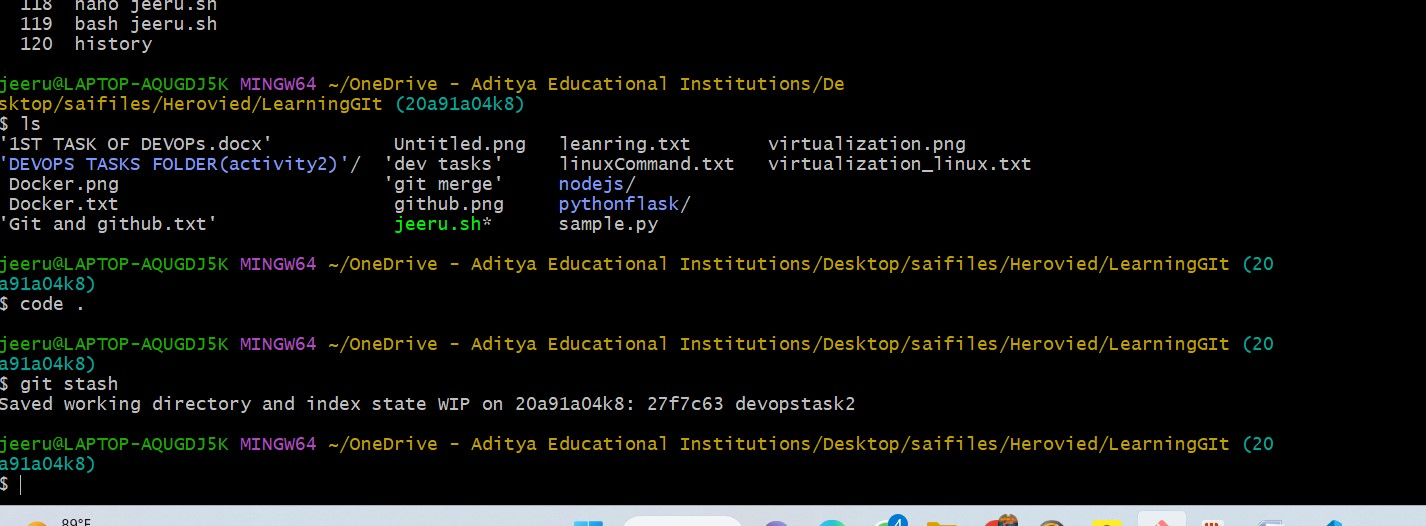 118  nano jeeru.sh
119  bash jeeru.sh
120  history
jeeru@LAPTOP-AQUGDJ5K MINGW64 ~/OneDrive - Aditya Educational Institutions/De
sktop/saifiles/Herovied/LearningGIt (20a91a04k8)
$ ls
'1ST TASK OF DEVOPs.docx'  Untitled.png  leanring.txt  virtualization.png
'DEVOPS TASKS FOLDER(activity2)'/  'dev tasks'  linuxCommand.txt  virtualization_linux.txt
Docker.png  'git merge'  nodejs/
Docker.txt  github.png  pythonflask/
'Git and github.txt'  jeeru.sh*  sample.py
jeeru@LAPTOP-AQUGDJ5K MINGW64 ~/OneDrive - Aditya Educational Institutions/Desktop/saifiles/Herovied/LearningGIt (20
a91a04k8)
$ code .
jeeru@LAPTOP-AQUGDJ5K MINGW64 ~/OneDrive - Aditya Educational Institutions/Desktop/saifiles/Herovied/LearningGIt (20
a91a04k8)
$ git stash
Saved working directory and index state WIP on 20a91a04k8: 27f7c63 devopstask2
jeeru@LAPTOP-AQUGDJ5K MINGW64 ~/OneDrive - Aditya Educational Institutions/Desktop/saifiles/Herovied/LearningGIt (20
a91a04k8)
$
89°F
4